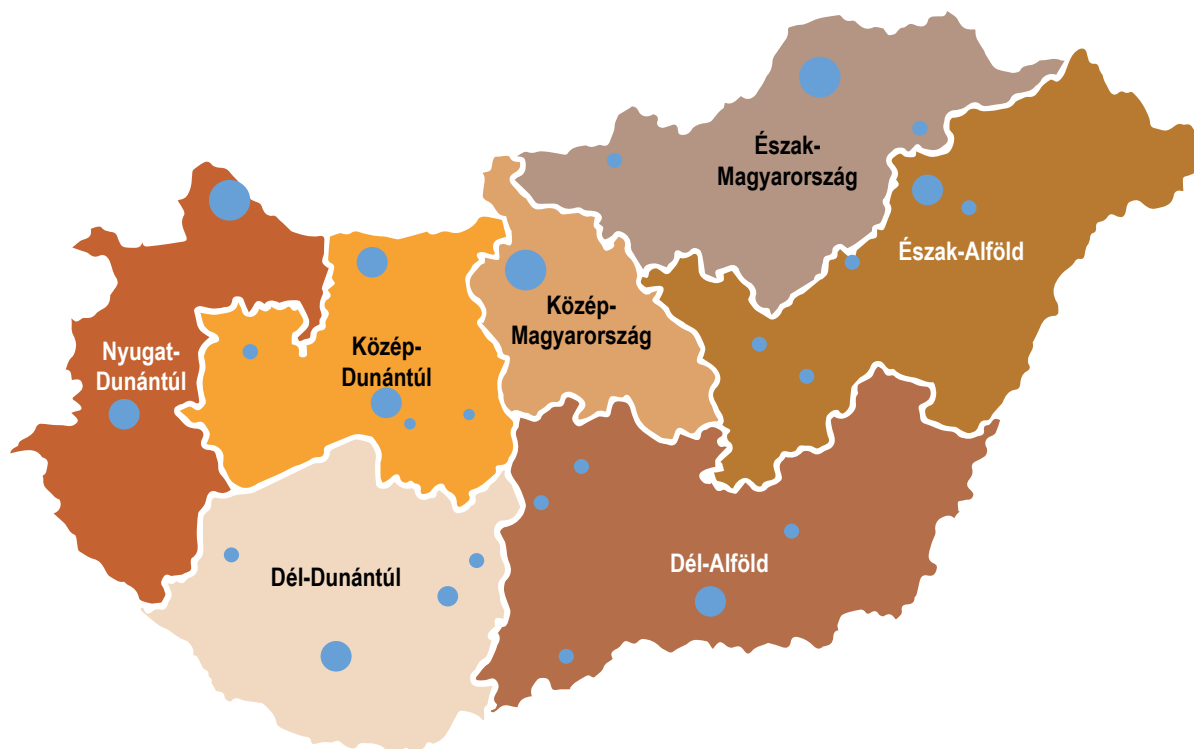 Észak-
Magyarország
Észak-Alföld
Közép-
Magyarország
Nyugat-
Dunántúl
Közép-
Dunántúl
Dél-Dunántúl
Dél-Alföld